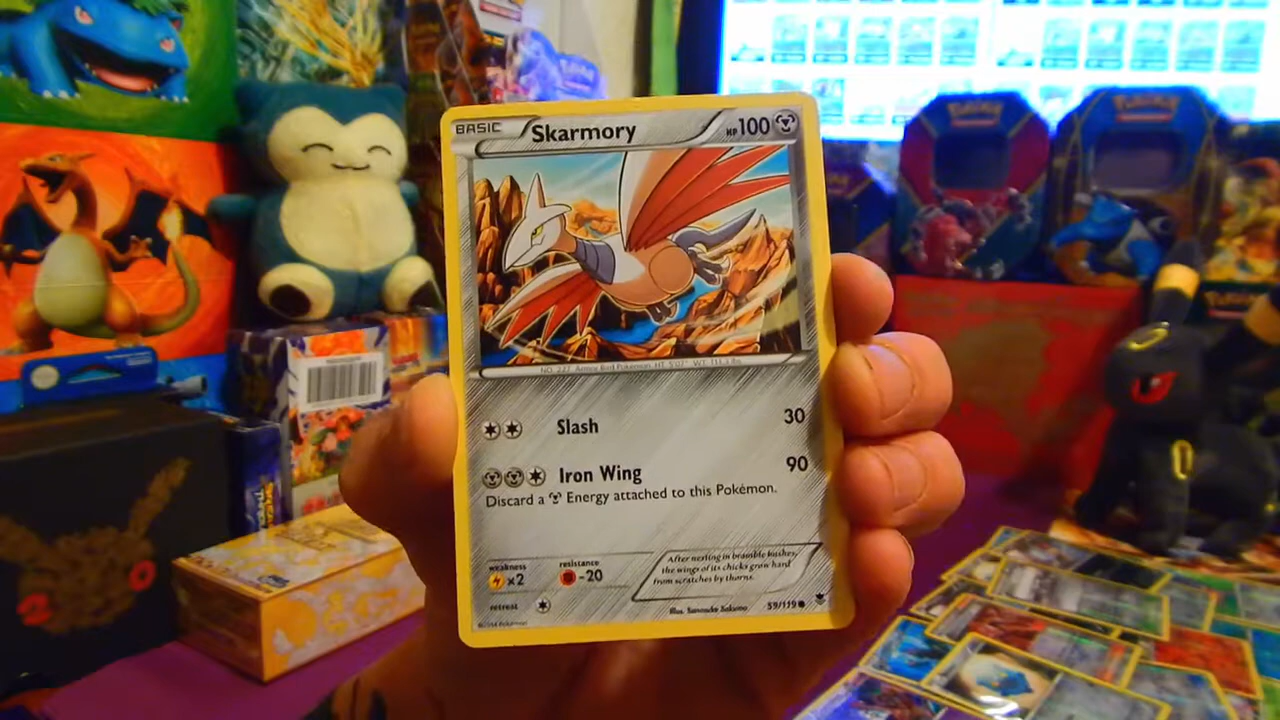 BASIC Skarmory HP 100
NO. 227 Armor Bird Pokémon HT: 5'07" WT: 111.3 lbs.
Slash 30
Iron Wing 90
Discard a Energy attached to this Pokémon.
weakness
×2
resistance
-20
After nesting in bramble bushes,
the wings of its chicks grow hard
from scratches by thorns.
retreat
Illus. 59/119
©2014 Pokémon